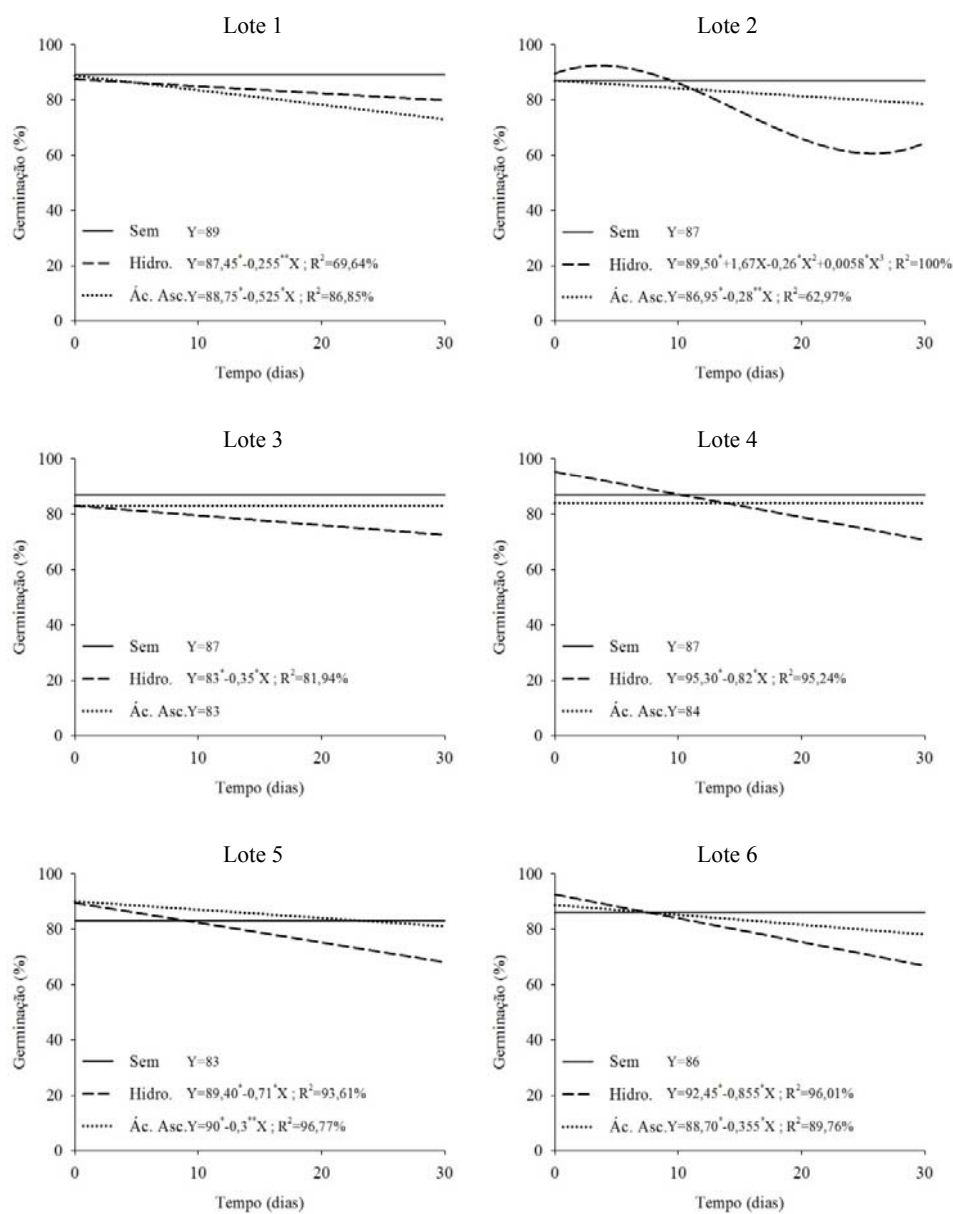 Lote 1
Germinação (%)
100
80
60
40
20
0
Sem Y=89
Hidro. Y=87,45*-0,255**X ; R²=69,64%
Ác. Asc.Y=88,75*-0,525*X ; R²=86,85%
0 10 20 30
Tempo (dias)
Lote 2
Germinação (%)
100
80
60
40
20
0
Sem Y=87
Hidro. Y=89,50*+1,67X-0,26*X²+0,0058*X³ ; R²=100%
Ác. Asc.Y=86,95*-0,28**X ; R²=62,97%
0 10 20 30
Tempo (dias)
Lote 3
Germinação (%)
100
80
60
40
20
0
Sem Y=87
Hidro. Y=83*-0,35*X ; R²=81,94%
Ác. Asc.Y=83
0 10 20 30
Tempo (dias)
Lote 4
Germinação (%)
100
80
60
40
20
0
Sem Y=87
Hidro. Y=95,30*-0,82*X ; R²=95,24%
Ác. Asc.Y=84
0 10 20 30
Tempo (dias)
Lote 5
Germinação (%)
100
80
60
40
20
0
Sem Y=83
Hidro. Y=89,40*-0,71*X ; R²=93,61%
Ác. Asc.Y=90*-0,3**X ; R²=96,77%
0 10 20 30
Tempo (dias)
Lote 6
Germinação (%)
100
80
60
40
20
0
Sem Y=86
Hidro. Y=92,45*-0,855*X ; R²=96,01%
Ác. Asc.Y=88,70*-0,355*X ; R²=89,76%
0 10 20 30
Tempo (dias)